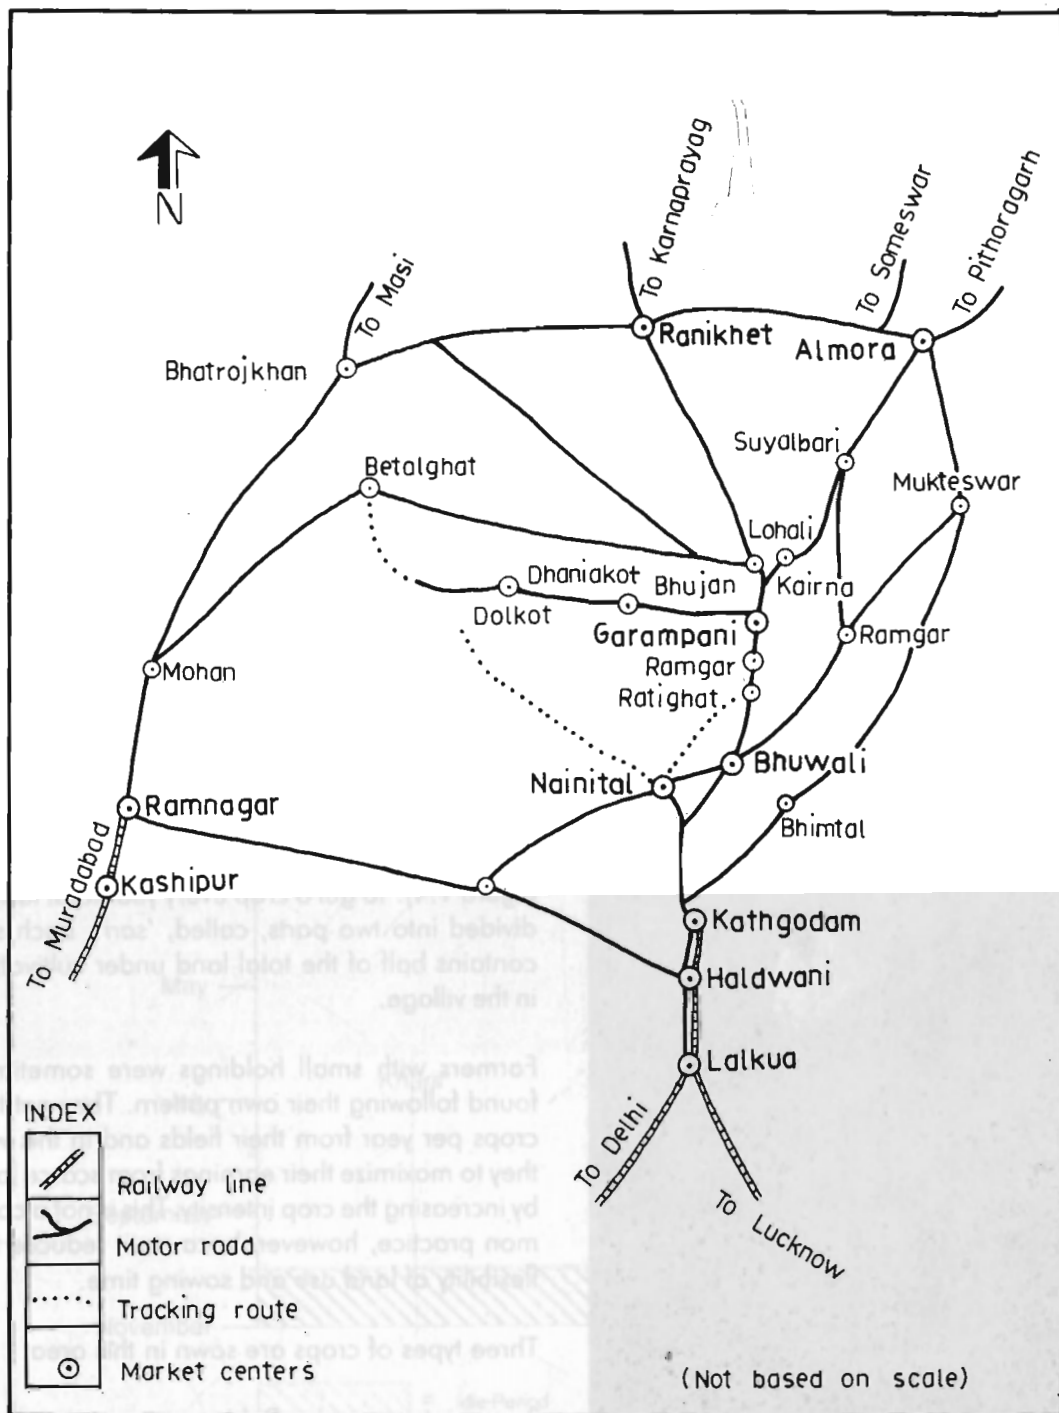 N
To Karnaprayag
To Someswar
To Pithoragarh
To Masi
Ranikhet
Almora
Bhatrojkhan
Suyalbari
Betalghat
Mukteswar
Lohali
Dhaniakot
Bhujan
Kairna
Dolkot
Garampani
Ramgar
Ramgar
Mohan
Ratighat
Bhuwali
Nainital
Ramnagar
Bhimtal
To Muradabad
Kashipur
Kathgodam
Haldwani
Lalkua
To Delhi
To Lucknow
INDEX
Railway line
Motor road
Tracking route
Market centers
(Not based on scale)